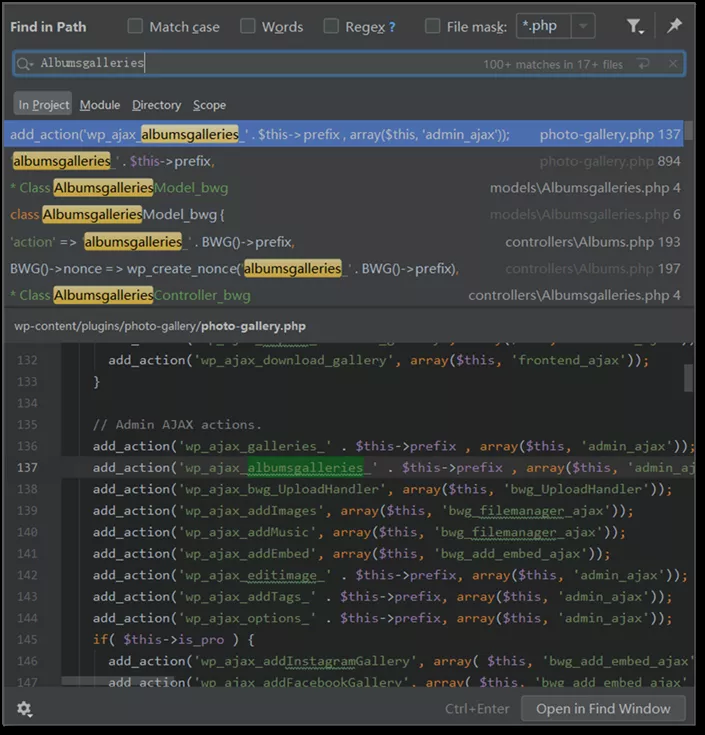 Find in Path Match case Words Regex ? File mask: *.php
Albumsgalleries 100+ matches in 17+ files
In Project Module Directory Scope
add_action('wp_ajax_albumsgalleries_' . $this->prefix , array($this, 'admin_ajax')); photo-gallery.php 137
'albumsgalleries_' . $this->prefix, photo-gallery.php 894
* Class AlbumsgalleriesModel_bwg models\Albumsgalleries.php 4
class AlbumsgalleriesModel_bwg { models\Albumsgalleries.php 6
'action' => 'albumsgalleries_' . BWG()->prefix, controllers\Albums.php 193
BWG()->nonce => wp_create_nonce('albumsgalleries_' . BWG()->prefix), controllers\Albums.php 197
* Class AlbumsgalleriesController_bwg controllers\Albumsgalleries.php 4
wp-content/plugins/photo-gallery/photo-gallery.php
132 add_action('wp_ajax_download_gallery', array($this, 'frontend_ajax'));
133 }
134
135 // Admin AJAX actions.
136 add_action('wp_ajax_galleries_' . $this->prefix , array($this, 'admin_ajax'));
137 add_action('wp_ajax_albumsgalleries_' . $this->prefix , array($this, 'admin_aj
138 add_action('wp_ajax_bwg_UploadHandler', array($this, 'bwg_UploadHandler'));
139 add_action('wp_ajax_addImages', array($this, 'bwg_filemanager_ajax'));
140 add_action('wp_ajax_addMusic', array($this, 'bwg_filemanager_ajax'));
141 add_action('wp_ajax_addEmbed', array($this, 'bwg_add_embed_ajax'));
142 add_action('wp_ajax_editimage_' . $this->prefix, array($this, 'admin_ajax'));
143 add_action('wp_ajax_addTags_' . $this->prefix, array($this, 'admin_ajax'));
144 add_action('wp_ajax_options_' . $this->prefix, array($this, 'admin_ajax'));
145 if( $this->is_pro ) {
146 add_action('wp_ajax_addInstagramGallery', array( $this, 'bwg_add_embed_ajax'
147 add_action('wp_ajax_addFacebookGallery', array( $this, 'bwg_add_embed_ajax'
Ctrl+Enter Open in Find Window